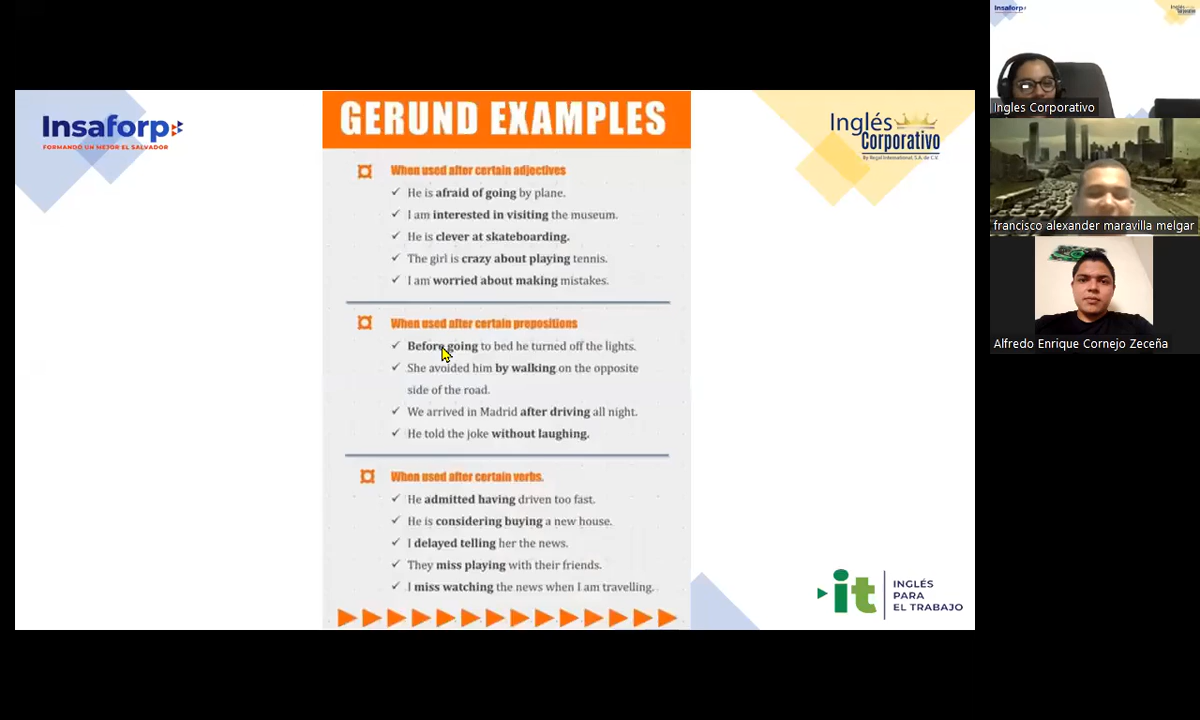 Insaforp
FORMANDO UN MEJOR EL SALVADOR
GERUND EXAMPLES
Inglés
Corporativo
By Regal International, S.A. de C.V.
When used after certain adjectives
He is afraid of going by plane.
I am interested in visiting the museum.
He is clever at skateboarding.
The girl is crazy about playing tennis.
I am worried about making mistakes.
When used after certain prepositions
Before going to bed he turned off the lights.
She avoided him by walking on the opposite
side of the road.
We arrived in Madrid after driving all night.
He told the joke without laughing.
When used after certain verbs.
He admitted having driven too fast.
He is considering buying a new house.
I delayed telling her the news.
They miss playing with their friends.
I miss watching the news when I am travelling.
it
INGLÉS
PARA
EL TRABAJO
Insaforp
Ingles Corporativo
francisco alexander maravilla melgar
Alfredo Enrique Cornejo Zeceña